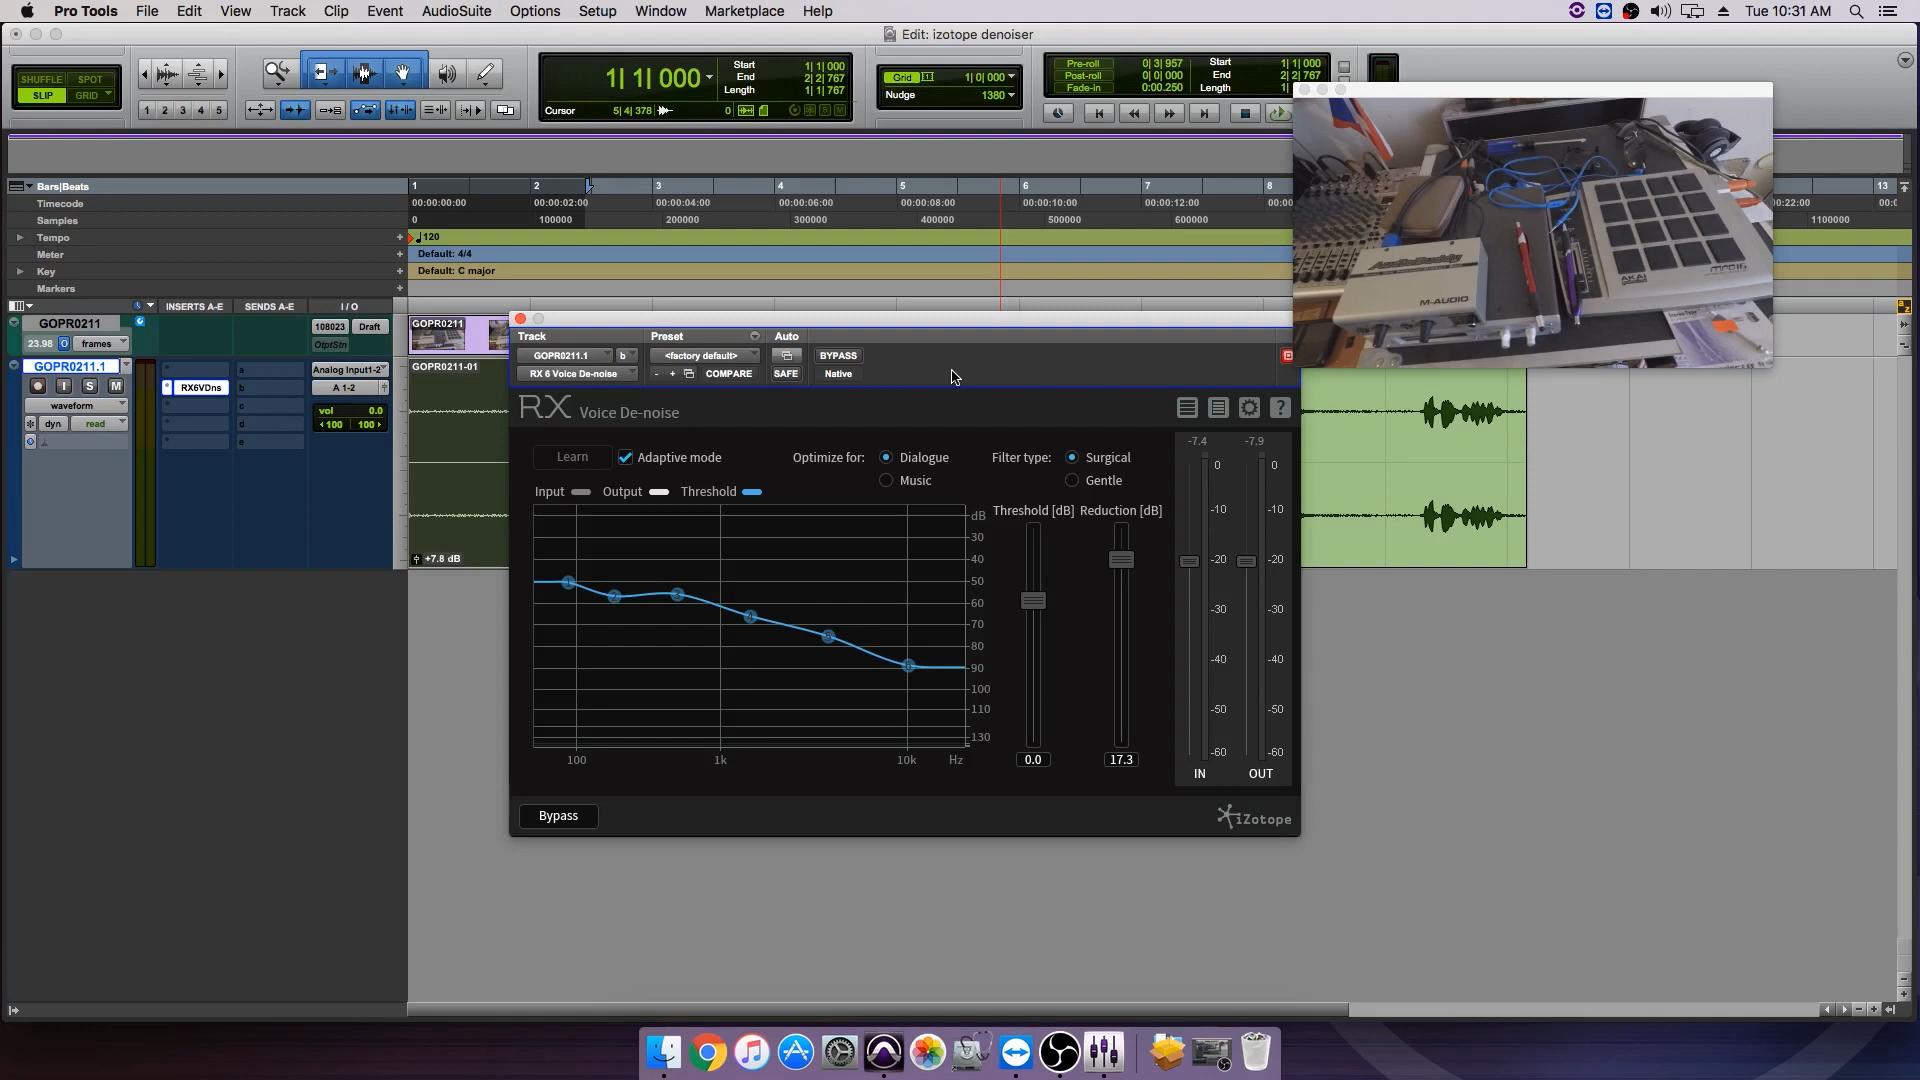 Pro Tools File Edit View Track Clip Event AudioSuite Options Setup Window Marketplace Help Tue 10:31 AM
Edit: izotope denoiser
SHUFFLE SPOT
SLIP GRID
1 2 3 4 5
1| 1| 000
Start 1| 1| 000
End 2| 2| 767
Length 1| 1| 767
Cursor 5| 4| 378 0
Grid 1| 0| 000
Nudge 1380
Pre-roll 0| 3| 957
Post-roll 0| 0| 000
Fade-in 0:00.250
Start 1| 1| 000
End 2| 2| 767
Length 1| 1| 767
Bars|Beats 1 2 3 4 5 6 7 8 13
Timecode 00:00:00:00 00:00:02:00 00:00:04:00 00:00:06:00 00:00:08:00 00:00:10:00 00:00:12:00
Samples 0 100000 200000 300000 400000 500000 600000 1100000
Tempo 120
Meter Default: 4/4
Key Default: C major
Markers
INSERTS A-E SENDS A-E I / O
GOPR0211 108023 Draft
23.98 O frames OtptStn
GOPR0211
GOPR0211.1 a Analog Input1-2
I S M RX6VDns b A 1-2
waveform c
dyn read d
e
vol 0.0
100 100
GOPR0211-01
+7.8 dB
AudioBuddy
M-AUDIO
AKAI
Track Preset Auto
GOPR0211.1 b <factory default> BYPASS
RX 6 Voice De-noise - + COMPARE SAFE Native
RX Voice De-noise ?
Learn Adaptive mode Optimize for: Dialogue Filter type: Surgical
Music Gentle
Input Output Threshold
Threshold [dB] Reduction [dB]
dB
30
40
50
60
70
80
90
100
110
130
100 1k 10k Hz
1 2 3 4 5 6
0.0 17.3
-7.4 -7.9
0 0
-10 -10
-20 -20
-30 -30
-40 -40
-50 -50
-60 -60
IN OUT
Bypass iZotope